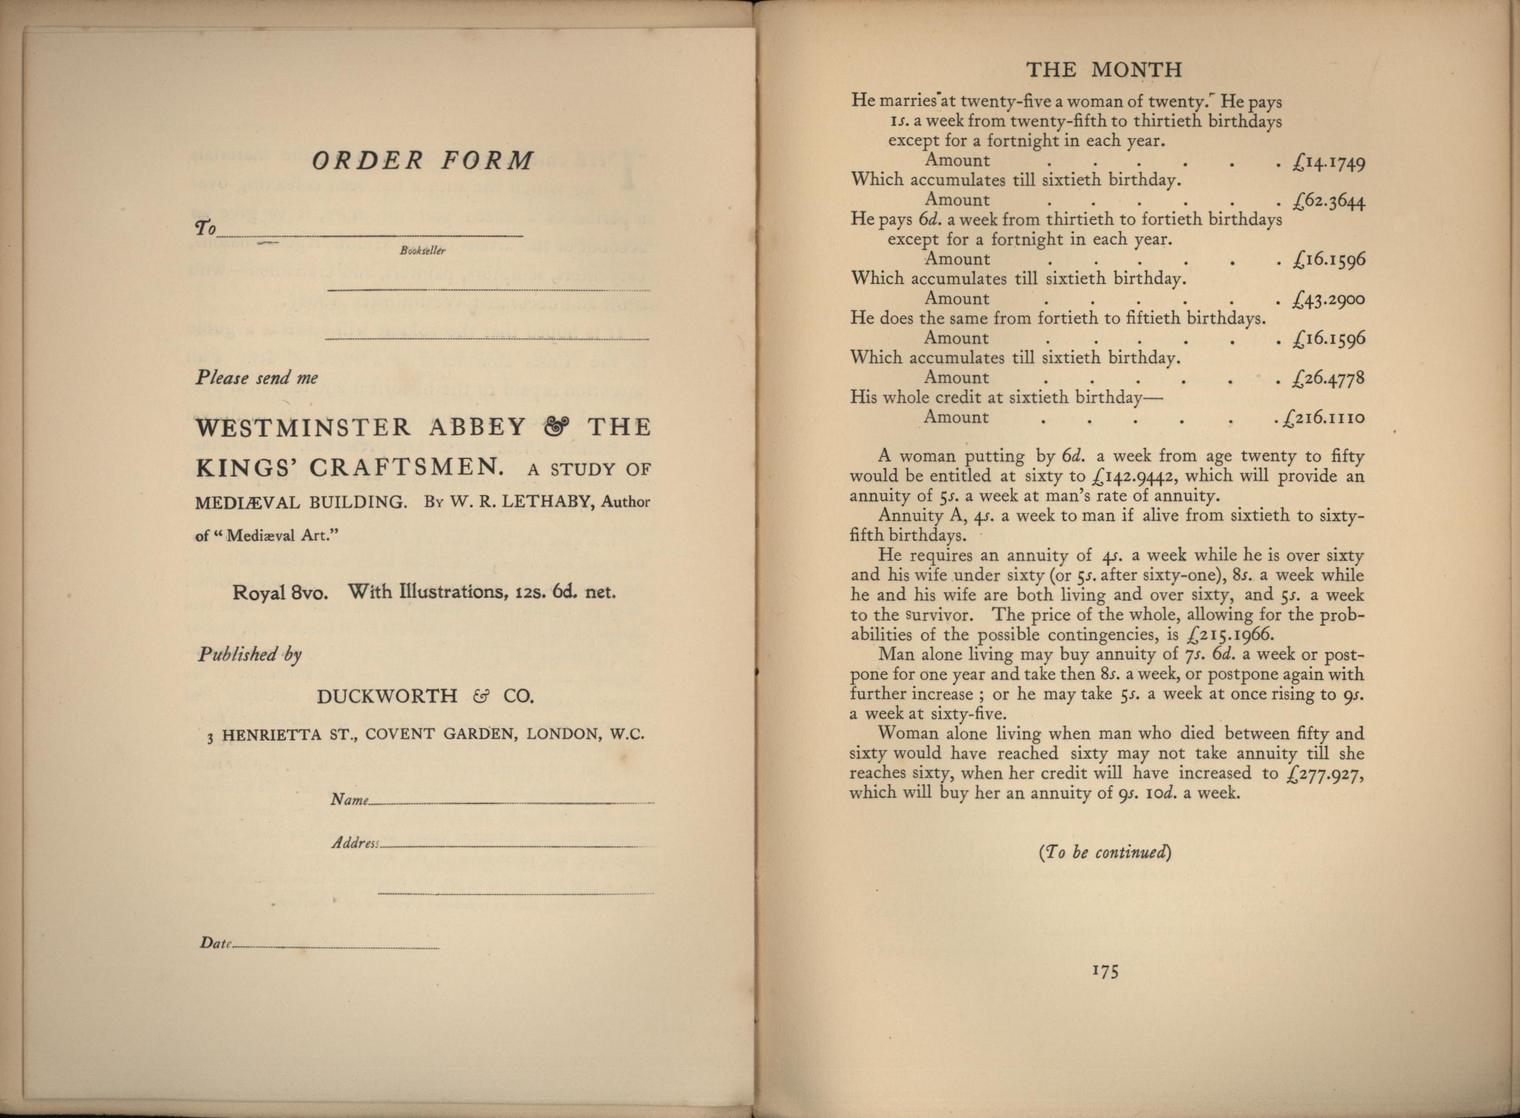 ORDER FORM
To
Bookseller
Please send me
WESTMINSTER ABBEY & THE
KINGS' CRAFTSMEN. A STUDY OF
MEDIÆVAL BUILDING. By W. R. LETHABY, Author
of "Mediæval Art."
Royal 8vo. With Illustrations, 12s. 6d. net.
Published by
DUCKWORTH & CO.
3 HENRIETTA ST., COVENT GARDEN, LONDON, W.C.
Name
Address
Date
THE MONTH
He marries at twenty-five a woman of twenty. He pays
1s. a week from twenty-fifth to thirtieth birthdays
except for a fortnight in each year.
Amount . . . . . . £14.1749
Which accumulates till sixtieth birthday.
Amount . . . . . . £62.3644
He pays 6d. a week from thirtieth to fortieth birthdays
except for a fortnight in each year.
Amount . . . . . . £16.1596
Which accumulates till sixtieth birthday.
Amount . . . . . . £43.2900
He does the same from fortieth to fiftieth birthdays.
Amount . . . . . . £16.1596
Which accumulates till sixtieth birthday.
Amount . . . . . . £26.4778
His whole credit at sixtieth birthday—
Amount . . . . . . £216.1110
A woman putting by 6d. a week from age twenty to fifty
would be entitled at sixty to £142.9442, which will provide an
annuity of 5s. a week at man's rate of annuity.
Annuity A, 4s. a week to man if alive from sixtieth to sixty-
fifth birthdays.
He requires an annuity of 4s. a week while he is over sixty
and his wife under sixty (or 5s. after sixty-one), 8s. a week while
he and his wife are both living and over sixty, and 5s. a week
to the survivor. The price of the whole, allowing for the prob-
abilities of the possible contingencies, is £215.1966.
Man alone living may buy annuity of 7s. 6d. a week or post-
pone for one year and take then 8s. a week, or postpone again with
further increase ; or he may take 5s. a week at once rising to 9s.
a week at sixty-five.
Woman alone living when man who died between fifty and
sixty would have reached sixty may not take annuity till she
reaches sixty, when her credit will have increased to £277.927,
which will buy her an annuity of 9s. 10d. a week.
(To be continued)
175